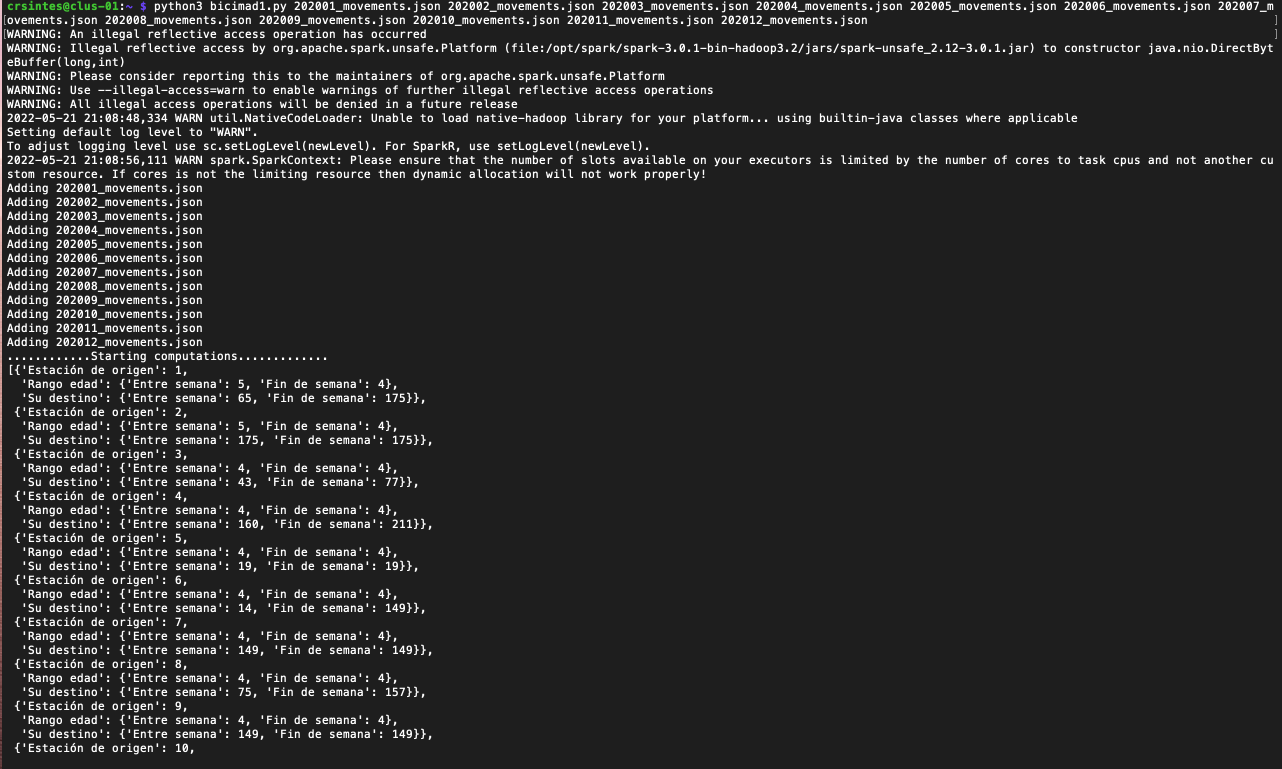 crsintes@clus-01:~ $ python3 bicimad1.py 202001_movements.json 202002_movements.json 202003_movements.json 202004_movements.json 202005_movements.json 202006_movements.json 202007_m
ovements.json 202008_movements.json 202009_movements.json 202010_movements.json 202011_movements.json 202012_movements.json
WARNING: An illegal reflective access operation has occurred
WARNING: Illegal reflective access by org.apache.spark.unsafe.Platform (file:/opt/spark/spark-3.0.1-bin-hadoop3.2/jars/spark-unsafe_2.12-3.0.1.jar) to constructor java.nio.DirectByt
eBuffer(long,int)
WARNING: Please consider reporting this to the maintainers of org.apache.spark.unsafe.Platform
WARNING: Use --illegal-access=warn to enable warnings of further illegal reflective access operations
WARNING: All illegal access operations will be denied in a future release
2022-05-21 21:08:48,334 WARN util.NativeCodeLoader: Unable to load native-hadoop library for your platform... using builtin-java classes where applicable
Setting default log level to "WARN".
To adjust logging level use sc.setLogLevel(newLevel). For SparkR, use setLogLevel(newLevel).
2022-05-21 21:08:56,111 WARN spark.SparkContext: Please ensure that the number of slots available on your executors is limited by the number of cores to task cpus and not another cu
stom resource. If cores is not the limiting resource then dynamic allocation will not work properly!
Adding 202001_movements.json
Adding 202002_movements.json
Adding 202003_movements.json
Adding 202004_movements.json
Adding 202005_movements.json
Adding 202006_movements.json
Adding 202007_movements.json
Adding 202008_movements.json
Adding 202009_movements.json
Adding 202010_movements.json
Adding 202011_movements.json
Adding 202012_movements.json
............Starting computations.............
[{'Estación de origen': 1,
'Rango edad': {'Entre semana': 5, 'Fin de semana': 4},
'Su destino': {'Entre semana': 65, 'Fin de semana': 175}},
{'Estación de origen': 2,
'Rango edad': {'Entre semana': 5, 'Fin de semana': 4},
'Su destino': {'Entre semana': 175, 'Fin de semana': 175}},
{'Estación de origen': 3,
'Rango edad': {'Entre semana': 4, 'Fin de semana': 4},
'Su destino': {'Entre semana': 43, 'Fin de semana': 77}},
{'Estación de origen': 4,
'Rango edad': {'Entre semana': 4, 'Fin de semana': 4},
'Su destino': {'Entre semana': 160, 'Fin de semana': 211}},
{'Estación de origen': 5,
'Rango edad': {'Entre semana': 4, 'Fin de semana': 4},
'Su destino': {'Entre semana': 19, 'Fin de semana': 19}},
{'Estación de origen': 6,
'Rango edad': {'Entre semana': 4, 'Fin de semana': 4},
'Su destino': {'Entre semana': 14, 'Fin de semana': 149}},
{'Estación de origen': 7,
'Rango edad': {'Entre semana': 4, 'Fin de semana': 4},
'Su destino': {'Entre semana': 149, 'Fin de semana': 149}},
{'Estación de origen': 8,
'Rango edad': {'Entre semana': 4, 'Fin de semana': 4},
'Su destino': {'Entre semana': 75, 'Fin de semana': 157}},
{'Estación de origen': 9,
'Rango edad': {'Entre semana': 4, 'Fin de semana': 4},
'Su destino': {'Entre semana': 149, 'Fin de semana': 149}},
{'Estación de origen': 10,